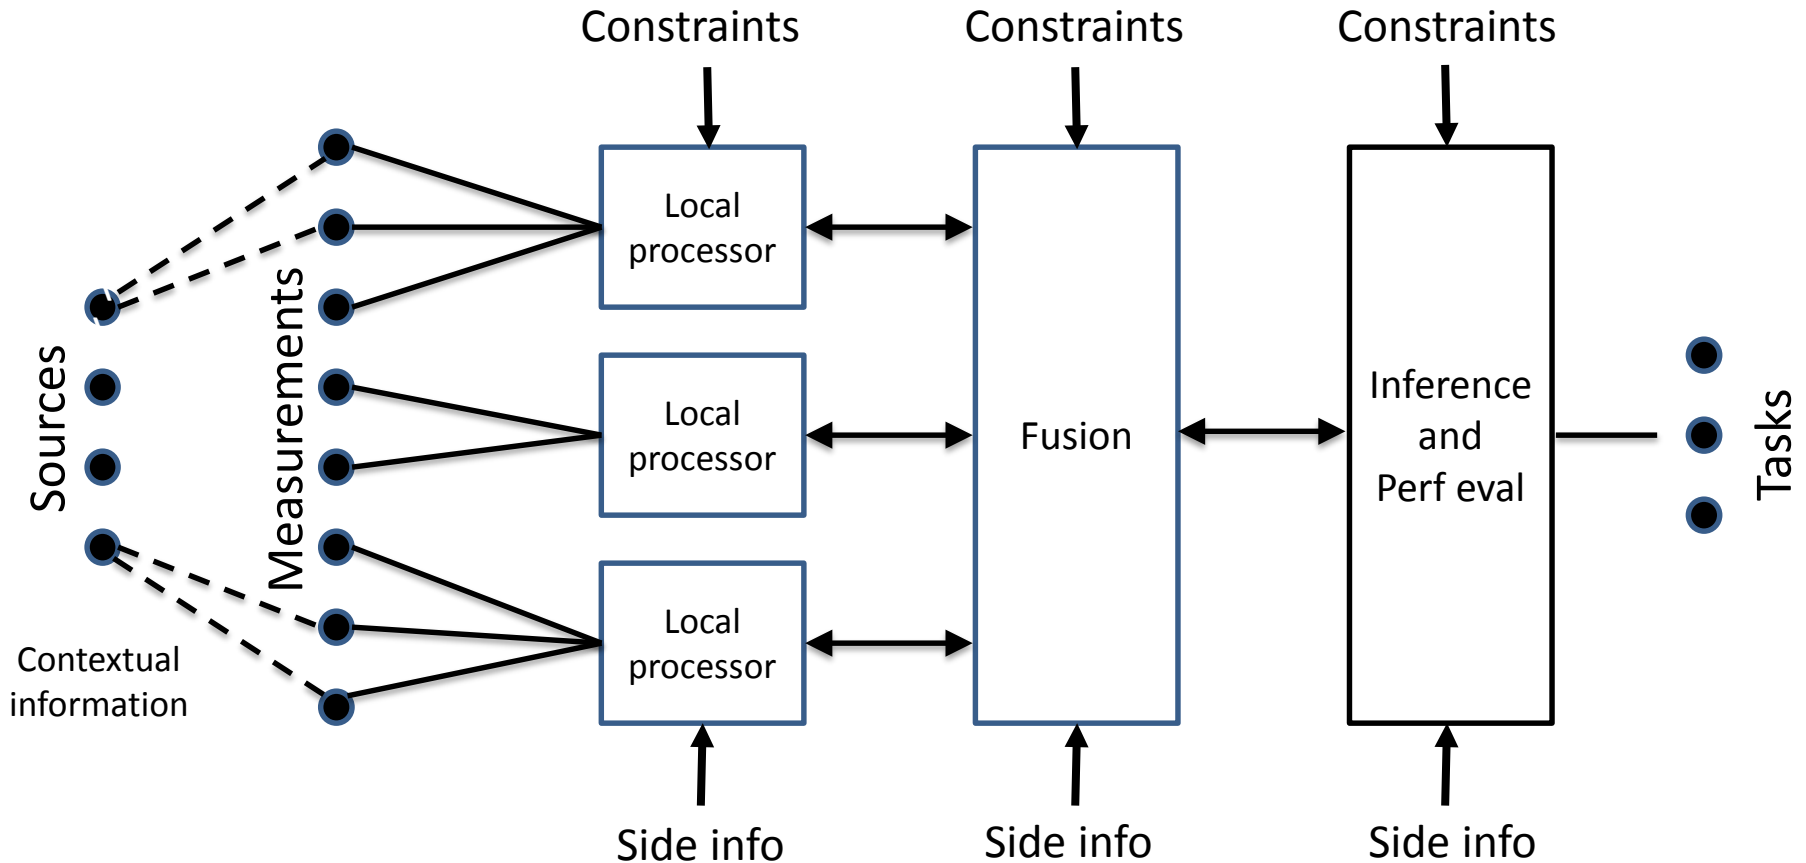 Constraints
Constraints
Constraints
Sources
Measurements
Local
processor
Local
processor
Local
processor
Fusion
Inference
and
Perf eval
Tasks
Contextual
information
Side info
Side info
Side info